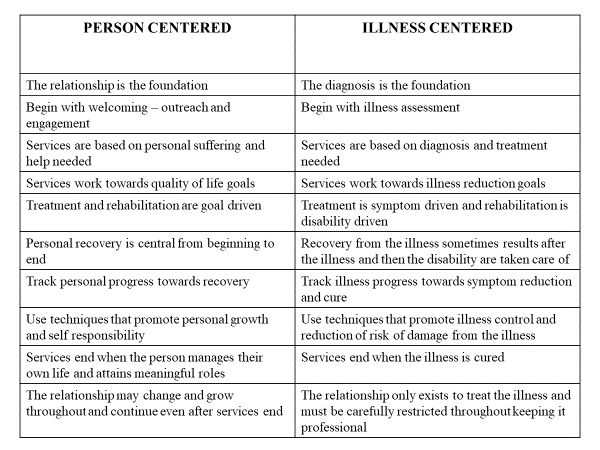 PERSON CENTERED
ILLNESS CENTERED
The relationship is the foundation
The diagnosis is the foundation
Begin with welcoming – outreach and
engagement
Begin with illness assessment
Services are based on personal suffering and
help needed
Services are based on diagnosis and treatment
needed
Services work towards quality of life goals
Services work towards illness reduction goals
Treatment and rehabilitation are goal driven
Treatment is symptom driven and rehabilitation is
disability driven
Personal recovery is central from beginning to
end
Recovery from the illness sometimes results after
the illness and then the disability are taken care of
Track personal progress towards recovery
Track illness progress towards symptom reduction
and cure
Use techniques that promote personal growth
and self responsibility
Use techniques that promote illness control and
reduction of risk of damage from the illness
Services end when the person manages their
own life and attains meaningful roles
Services end when the illness is cured
The relationship may change and grow
throughout and continue even after services end
The relationship only exists to treat the illness and
must be carefully restricted throughout keeping it
professional